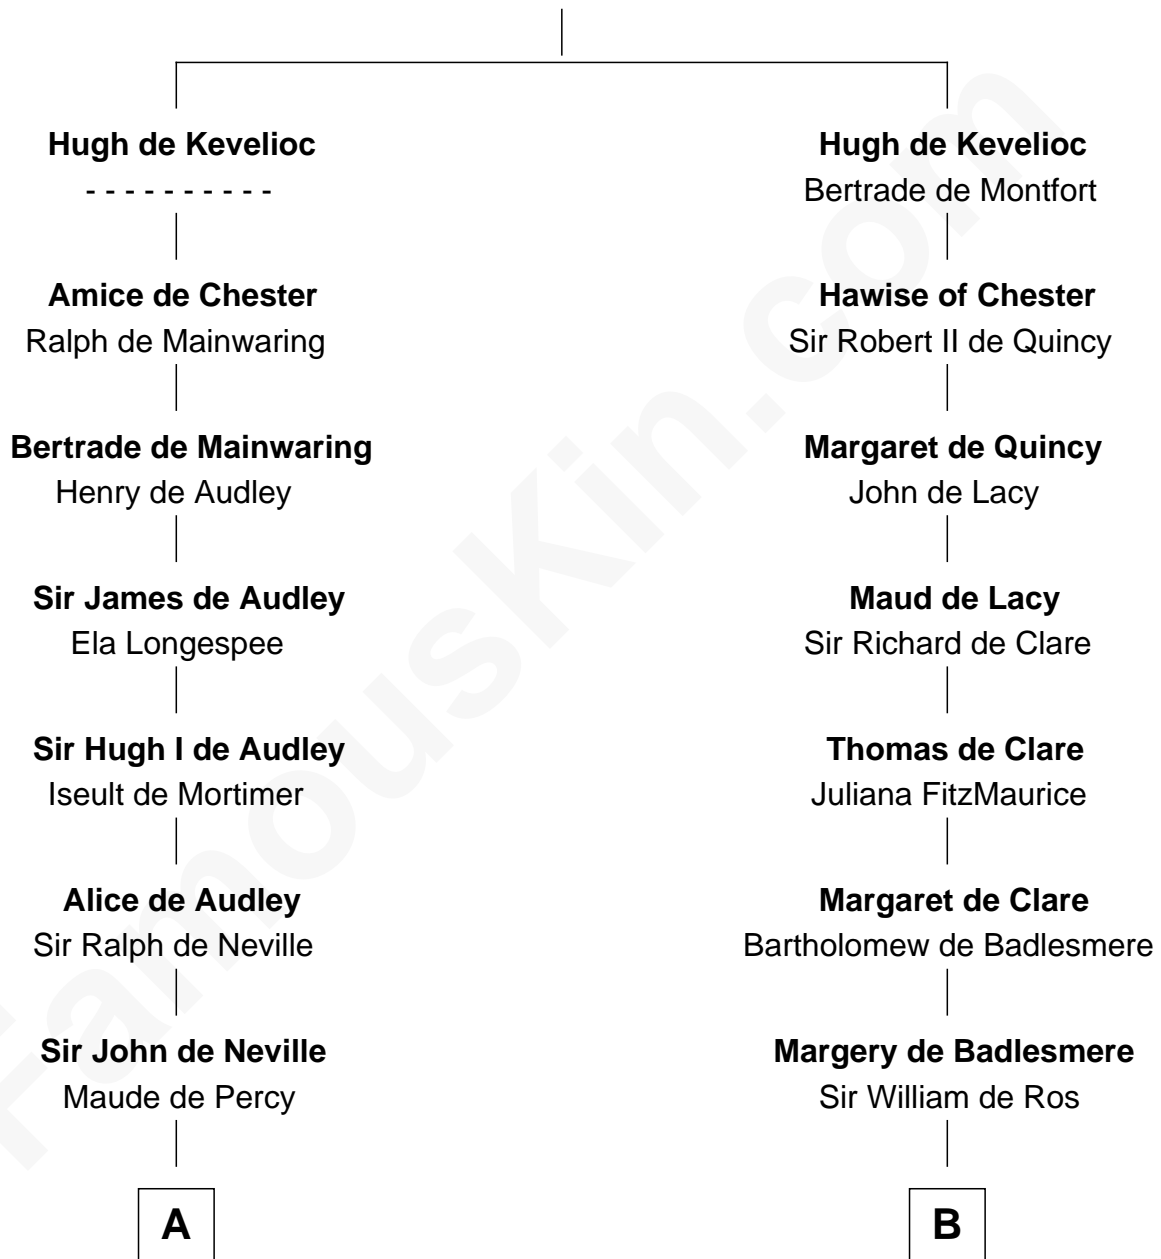 Hugh de Kevelioc
- - - - - - - - - -
Amice de Chester
Ralph de Mainwaring
Bertrade de Mainwaring
Henry de Audley
Sir James de Audley
Ela Longespee
Sir Hugh I de Audley
Iseult de Mortimer
Alice de Audley
Sir Ralph de Neville
Sir John de Neville
Maude de Percy
A
Hugh de Kevelioc
Bertrade de Montfort
Hawise of Chester
Sir Robert II de Quincy
Margaret de Quincy
John de Lacy
Maud de Lacy
Sir Richard de Clare
Thomas de Clare
Juliana FitzMaurice
Margaret de Clare
Bartholomew de Badlesmere
Margery de Badlesmere
Sir William de Ros
B
FamousKin.com